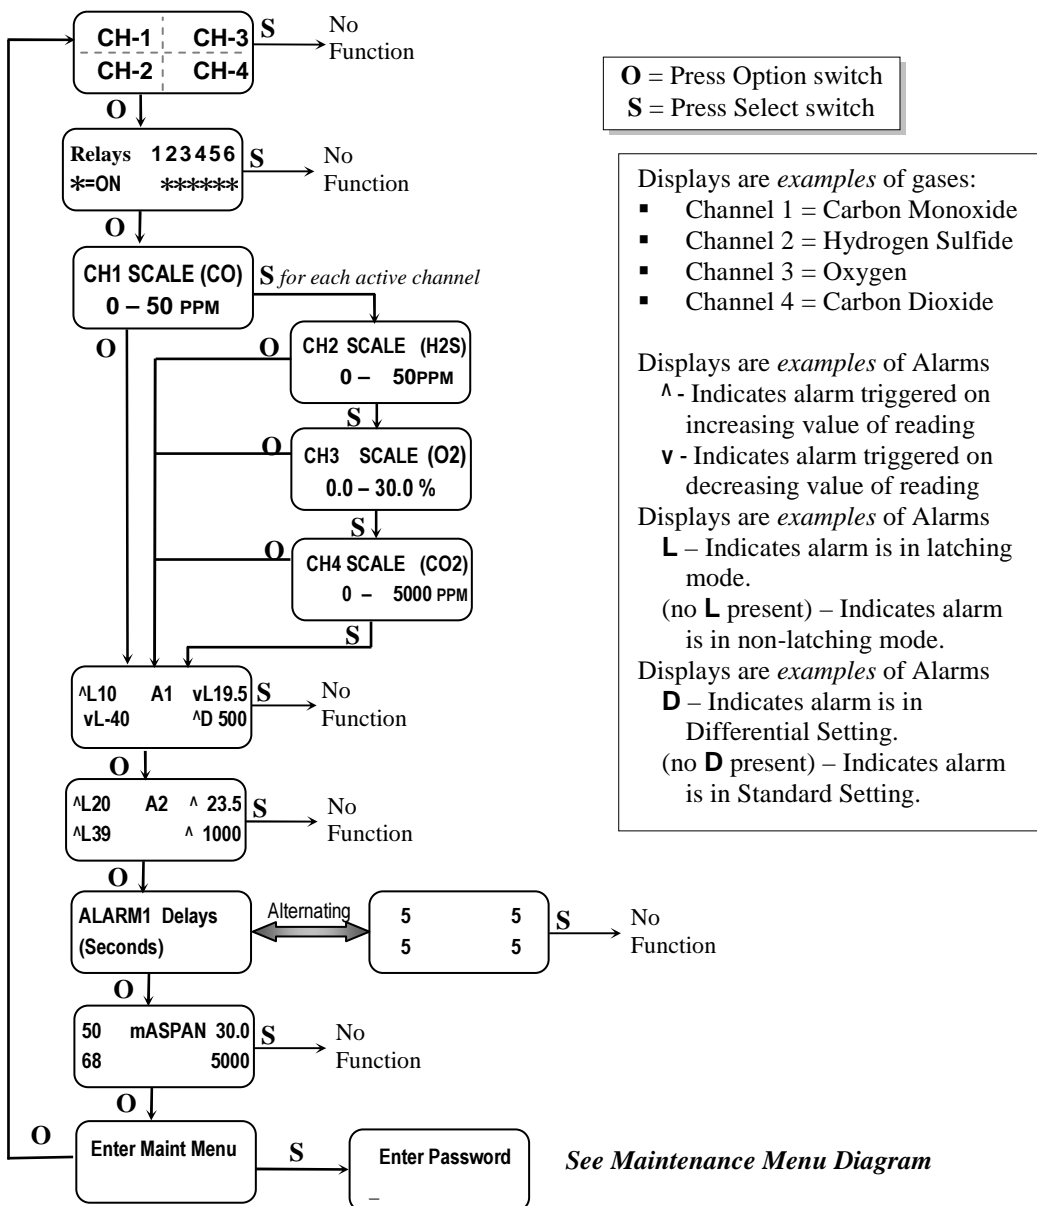 CH-1 CH-3
CH-2 CH-4
S
No
Function
O = Press Option switch
S = Press Select switch
O
Relays 1 2 3 4 5 6
*=ON ******
S
No
Function
O
CH1 SCALE (CO)
0 – 50 PPM
S for each active channel
O
O
CH2 SCALE (H2S)
0 – 50PPM
S
O
CH3 SCALE (O2)
0.0 – 30.0 %
S
O
CH4 SCALE (CO2)
0 – 5000 PPM
S
Displays are examples of gases:
▪ Channel 1 = Carbon Monoxide
▪ Channel 2 = Hydrogen Sulfide
▪ Channel 3 = Oxygen
▪ Channel 4 = Carbon Dioxide
Displays are examples of Alarms
^ - Indicates alarm triggered on
increasing value of reading
v - Indicates alarm triggered on
decreasing value of reading
Displays are examples of Alarms
L – Indicates alarm is in latching
mode.
(no L present) – Indicates alarm
is in non-latching mode.
Displays are examples of Alarms
D – Indicates alarm is in
Differential Setting.
(no D present) – Indicates alarm
is in Standard Setting.
^L10 A1 vL19.5
vL-40 ^D 500
S
No
Function
O
^L20 A2 ^ 23.5
^L39 ^ 1000
S
No
Function
O
ALARM1 Delays
(Seconds)
Alternating
5 5
5 5
S
No
Function
O
50 mASPAN 30.0
68 5000
S
No
Function
O
O
Enter Maint Menu
S
Enter Password
_
See Maintenance Menu Diagram